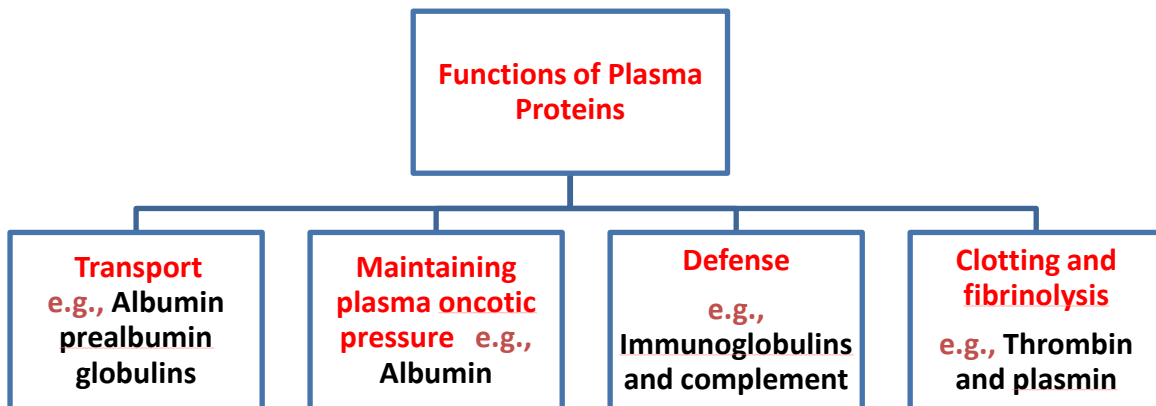 Functions of Plasma
Proteins
Transport
e.g., Albumin
prealbumin
globulins
Maintaining
plasma oncotic
pressure e.g.,
Albumin
Defense
e.g.,
Immunoglobulins
and complement
Clotting and
fibrinolysis
e.g., Thrombin
and plasmin